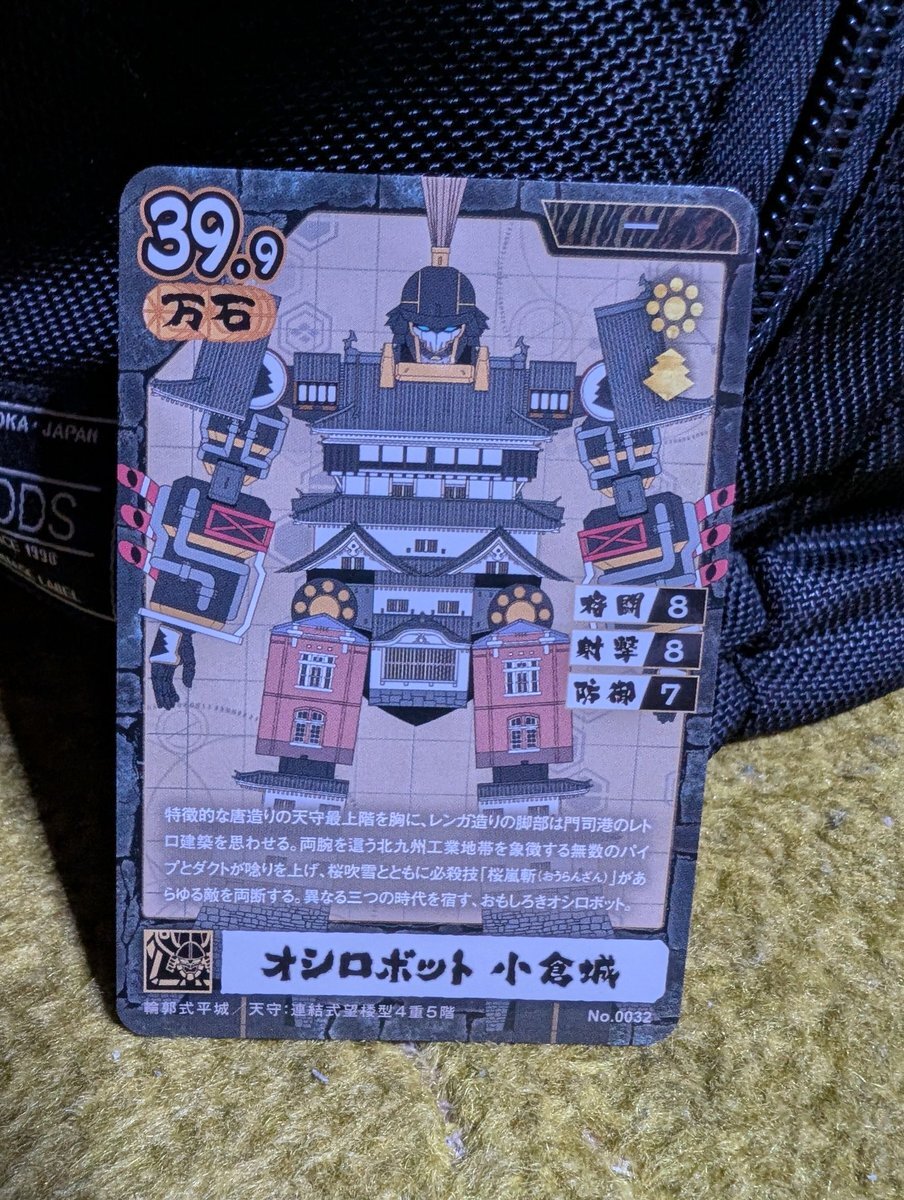 39.9
万石
一
OKA・JAPAN
ODS
1990
格闘 8
射撃 8
防御 7
特徴的な唐造りの天守最上階を胸に、レンガ造りの脚部は門司港のレト
ロ建築を思わせる。両腕を這う北九州工業地帯を象徴する無数のパイ
プとダクトが唸りを上げ、桜吹雪とともに必殺技「桜嵐斬(おうらんざん)」があ
らゆる敵を両断する。異なる三つの時代を宿す、おもしろきオシロボット。
オシロボット 小倉城
輪郭式平城／天守：連結式望楼型4重5階
No.0032